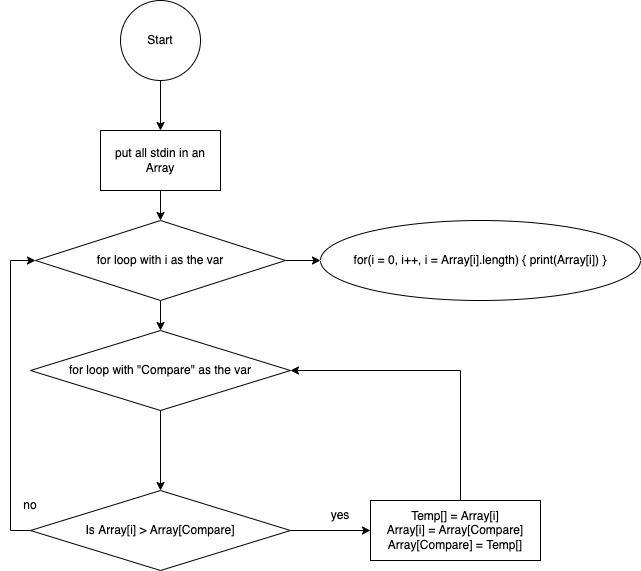 Start
put all stdin in an
Array
for loop with i as the var
for(i = 0, i++, i = Array[i].length) { print(Array[i]) }
for loop with "Compare" as the var
no
Is Array[i] > Array[Compare]
yes
Temp[] = Array[i]
Array[i] = Array[Compare]
Array[Compare] = Temp[]